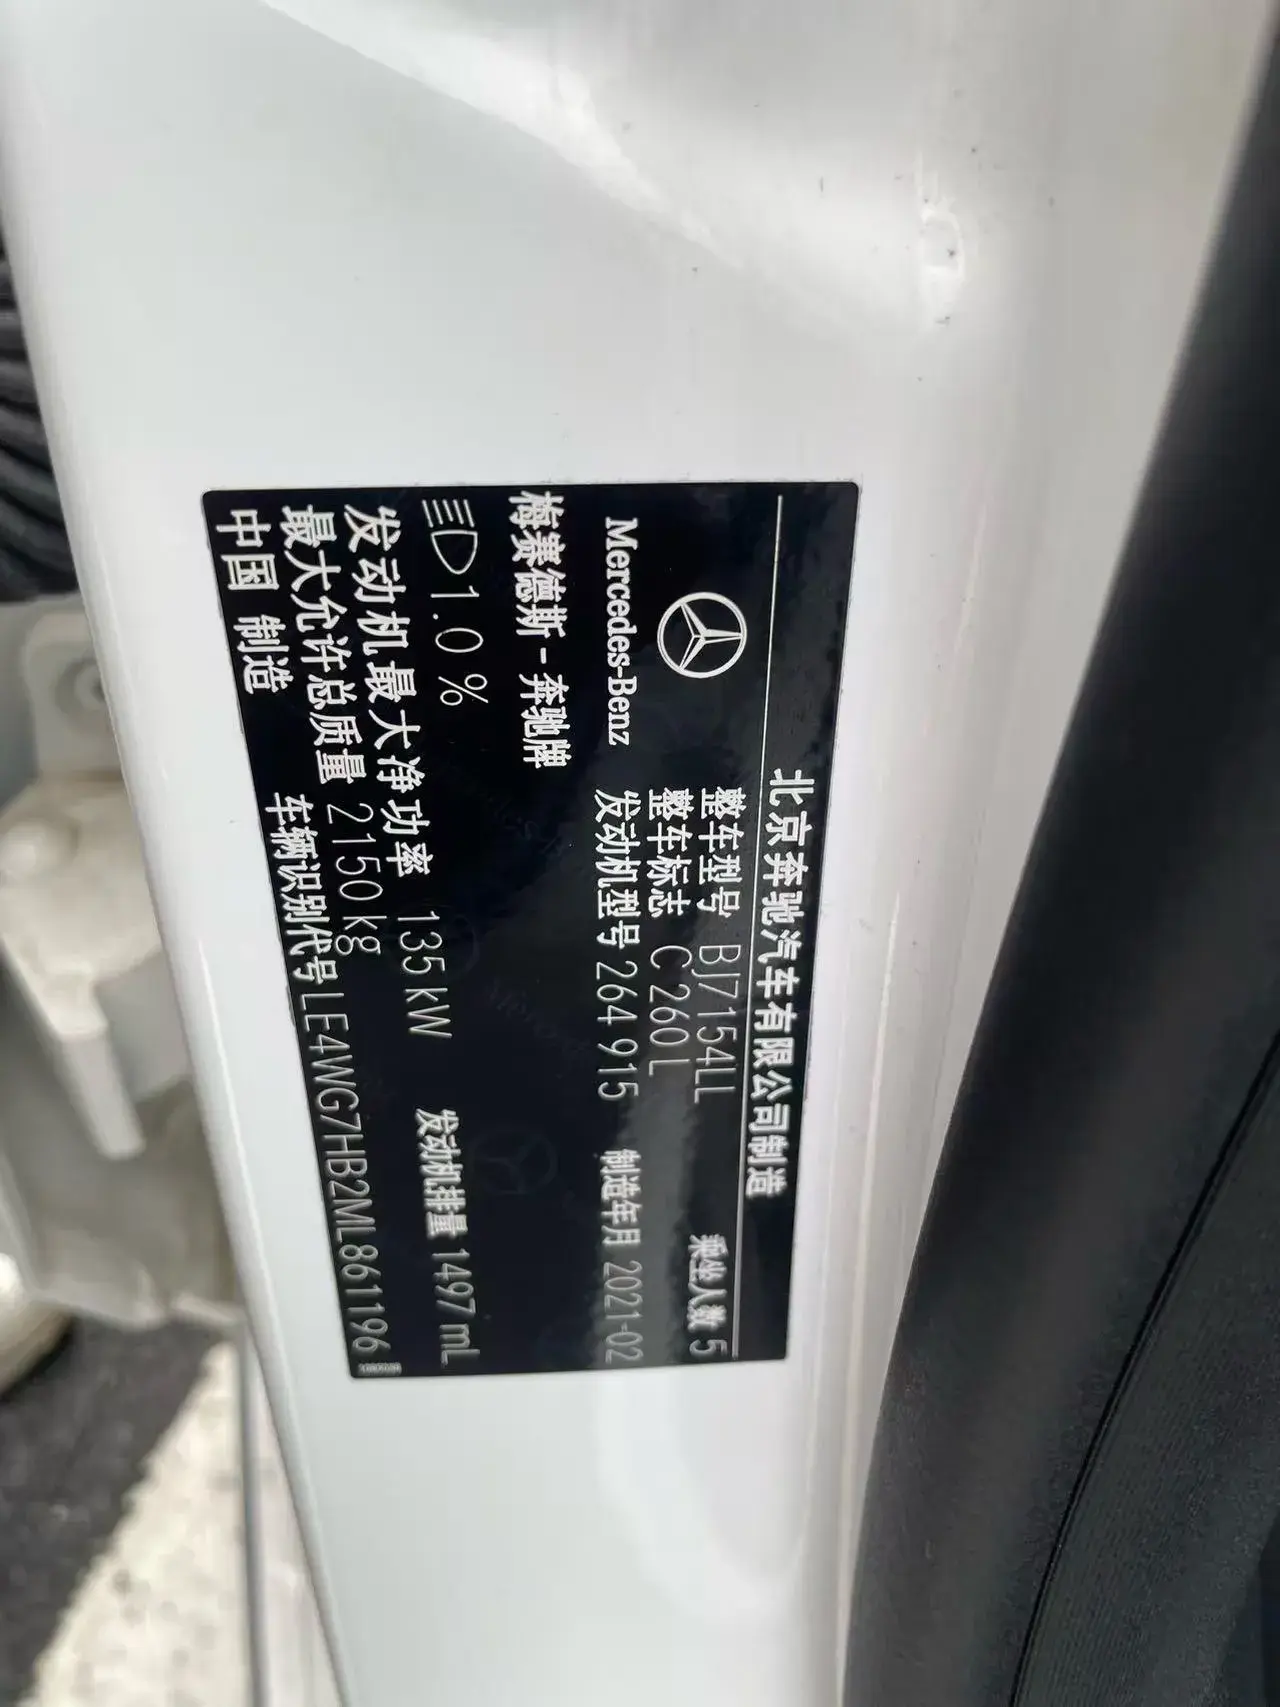 北京奔驰汽车有限公司制造
Mercedes-Benz
整车型号 BJ7154LL 乘坐人数 5
整车标志 C 260 L
发动机型号 264 915 制造年月 2021-02
梅赛德斯-奔驰牌
1.0 %
发动机最大净功率 135 kW 发动机排量 1497 mL
最大允许总质量 2150 kg
中国 制造 车辆识别代号 LE4WG7HB2ML861196